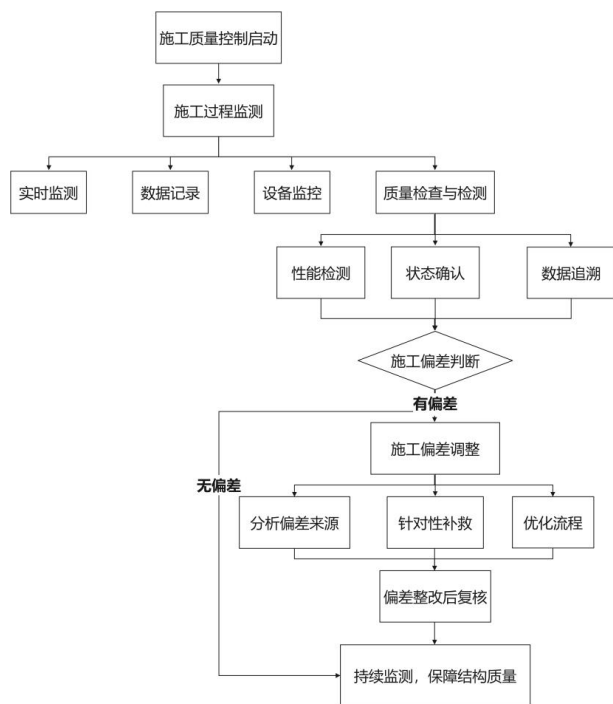 施工质量控制启动
施工过程监测
实时监测
数据记录
设备监控
质量检查与检测
性能检测
状态确认
数据追溯
施工偏差判断
有偏差
施工偏差调整
无偏差
分析偏差来源
针对性补救
优化流程
偏差整改后复核
持续监测，保障结构质量